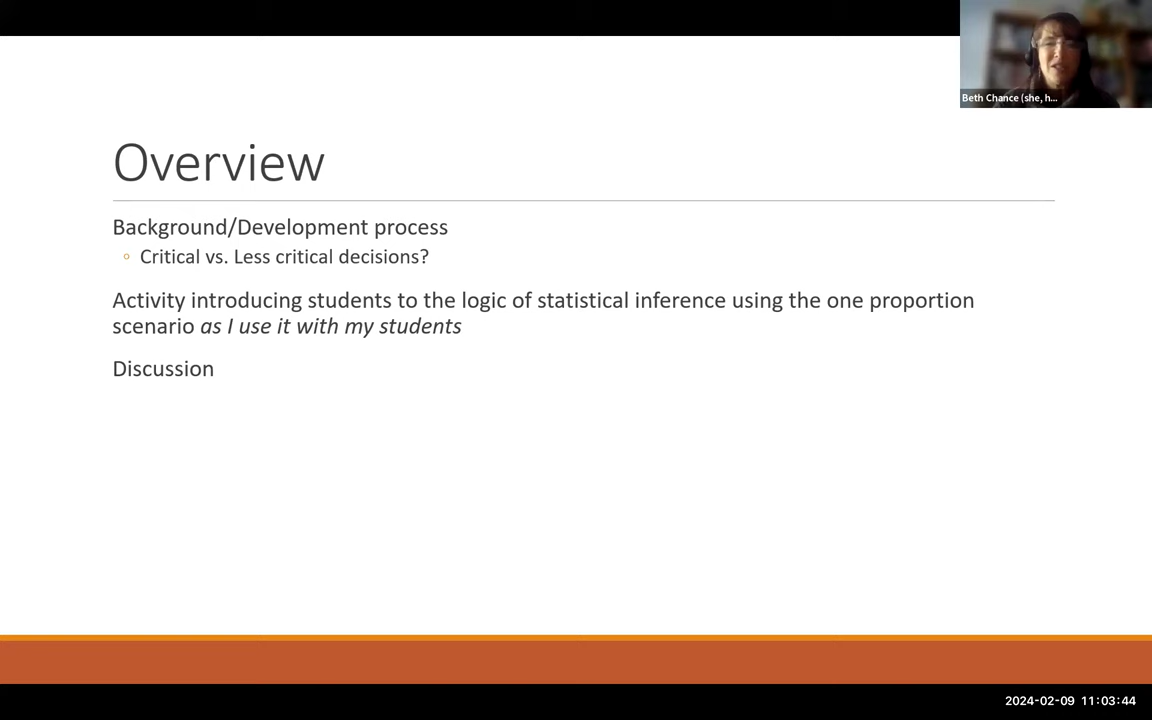 Beth Chance (she, h...
Overview
Background/Development process
Critical vs. Less critical decisions?
Activity introducing students to the logic of statistical inference using the one proportion
scenario as I use it with my students
Discussion
2024-02-09 11:03:44